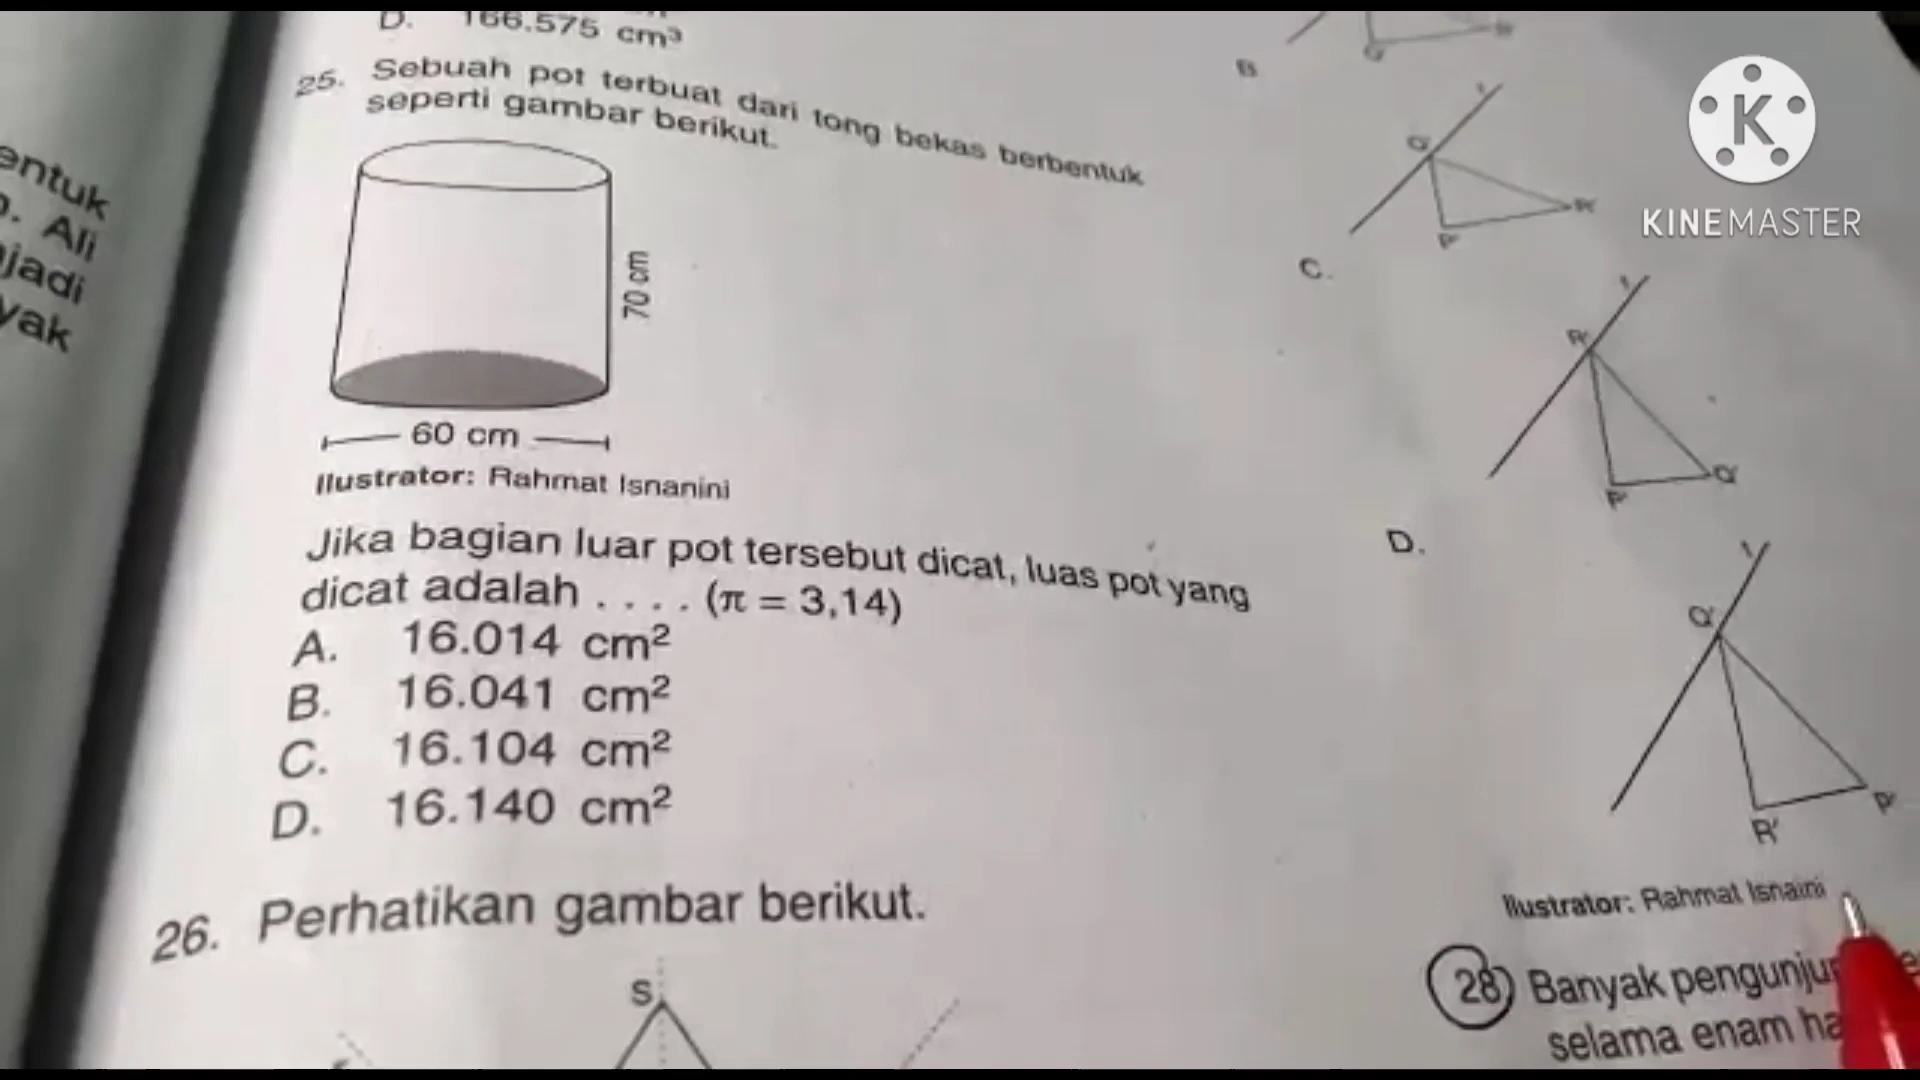 D. 166.575 cm³
25. Sebuah pot terbuat dari tong bekas berbentuk
seperti gambar berikut.
70 cm
60 cm
Ilustrator: Rahmat Isnanini
Jika bagian luar pot tersebut dicat, luas pot yang
dicat adalah . . . . (π = 3,14)
A. 16.014 cm²
B. 16.041 cm²
C. 16.104 cm²
D. 16.140 cm²
26. Perhatikan gambar berikut.
S
entuk
. Ali
jadi
yak
B
Q'
P'
R'
C.
R'
P'
Q'
D.
Q'
R'
P'
Ilustrator: Rahmat Isnaini
28) Banyak pengunju
selama enam ha
K
KINEMASTER